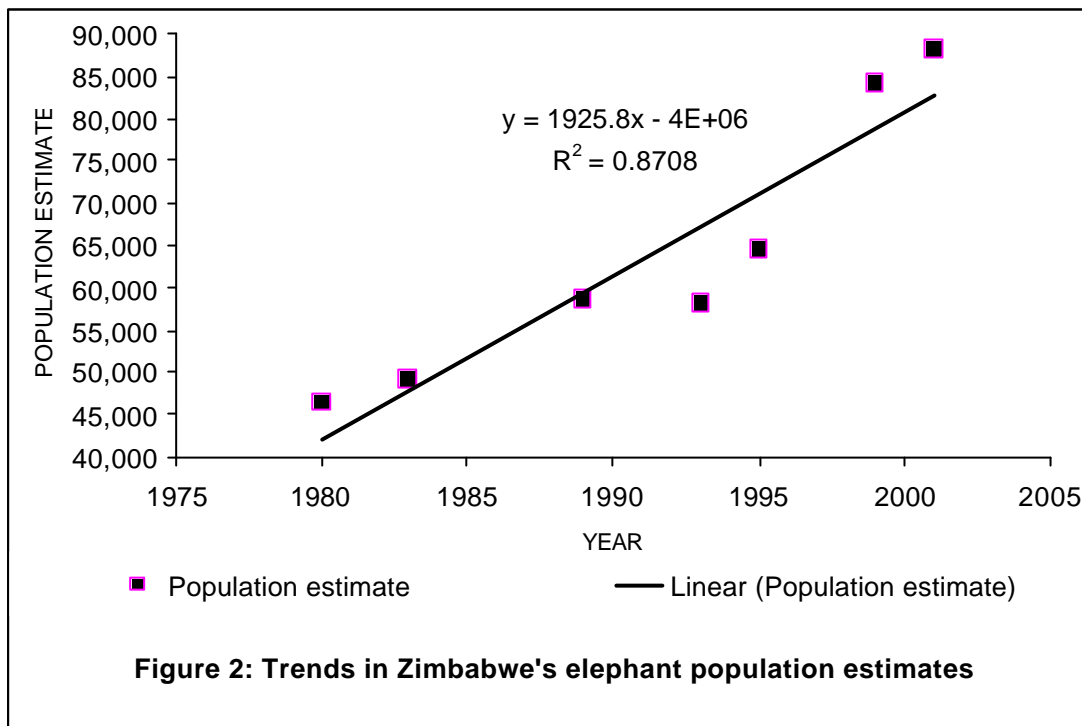 90,000
85,000
80,000
75,000
70,000
65,000
60,000
55,000
50,000
45,000
40,000
POPULATION ESTIMATE
y = 1925.8x - 4E+06
R² = 0.8708
1975 1980 1985 1990 1995 2000 2005
YEAR
Population estimate Linear (Population estimate)
Figure 2: Trends in Zimbabwe's elephant population estimates